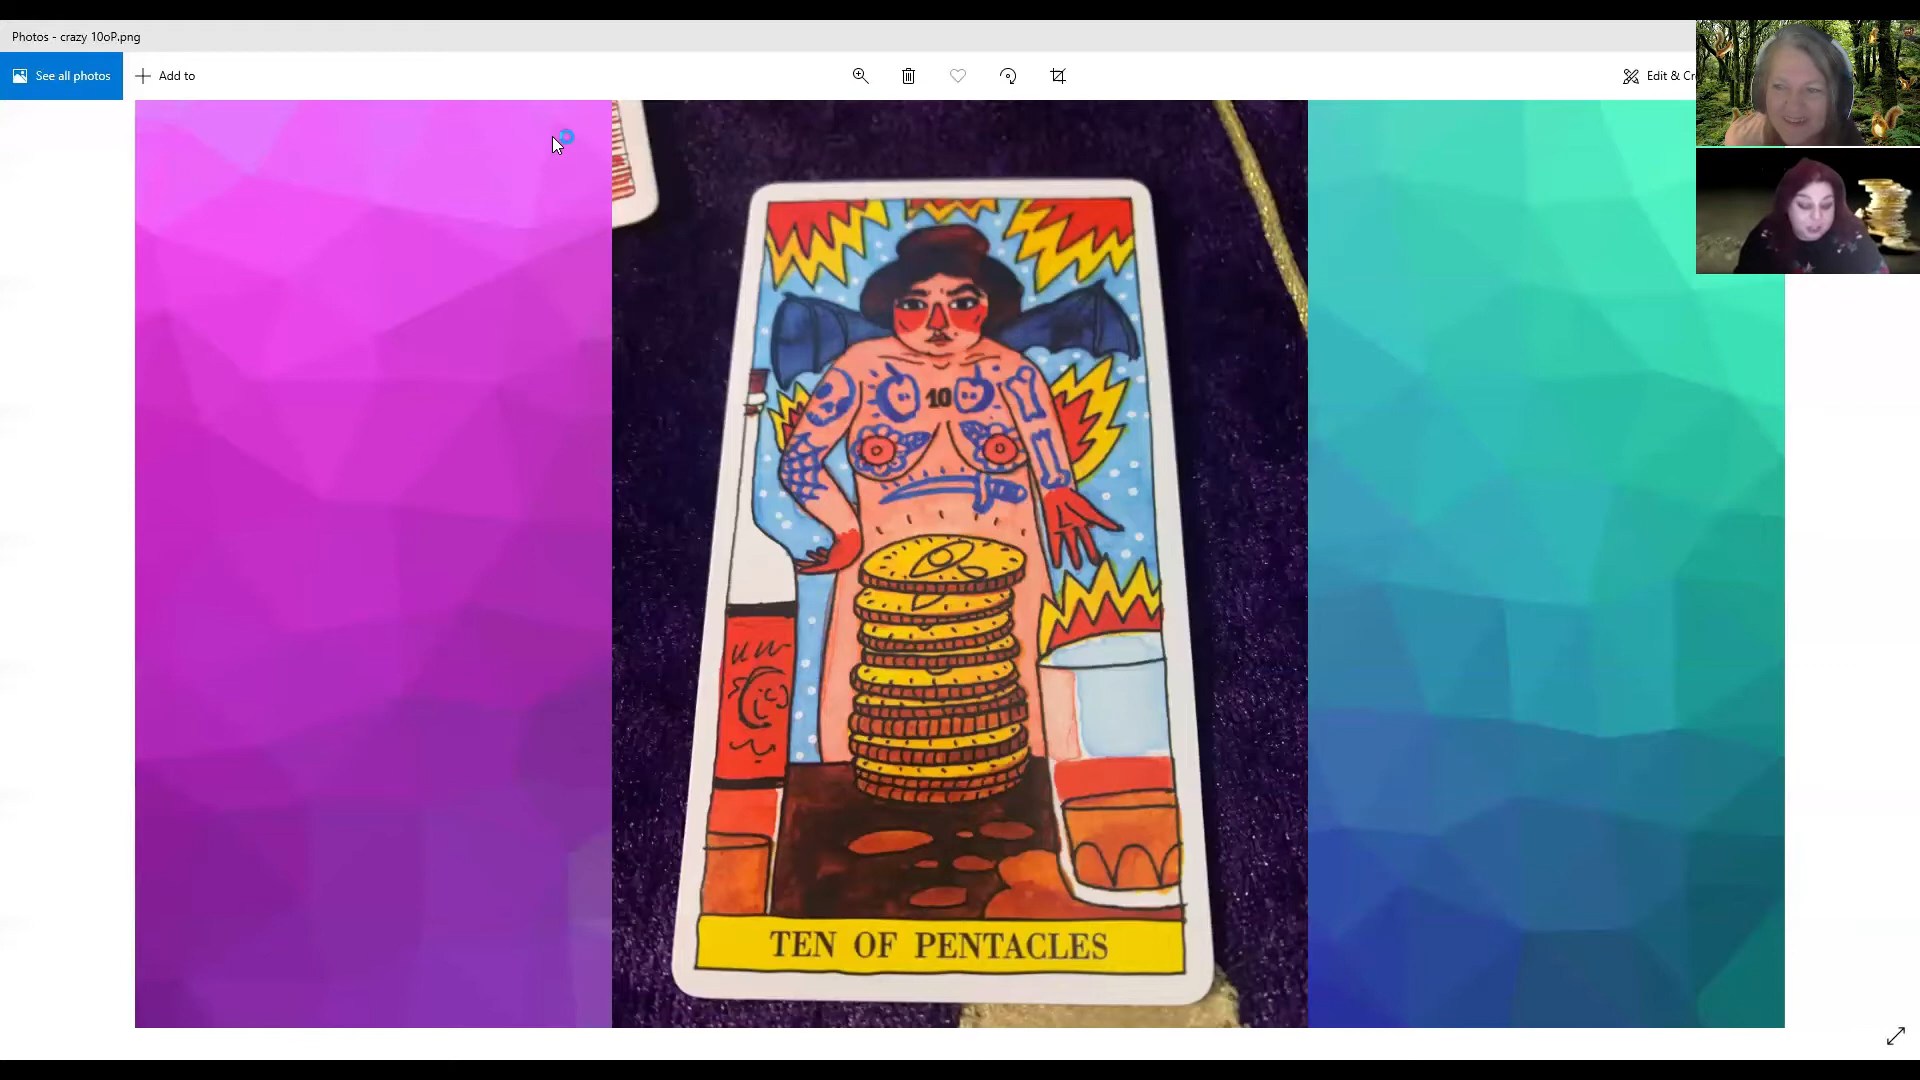 Photos - crazy 10oP.png
See all photos
Add to
Edit & Cr
10
TEN OF PENTACLES